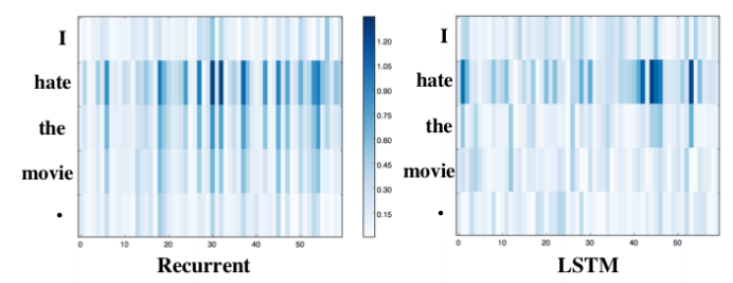 I
hate
the
movie
.
1.20
1.05
0.90
0.75
0.60
0.45
0.30
0.15
0 10 20 30 40 50
Recurrent
I
hate
the
movie
.
0 10 20 30 40 50
LSTM